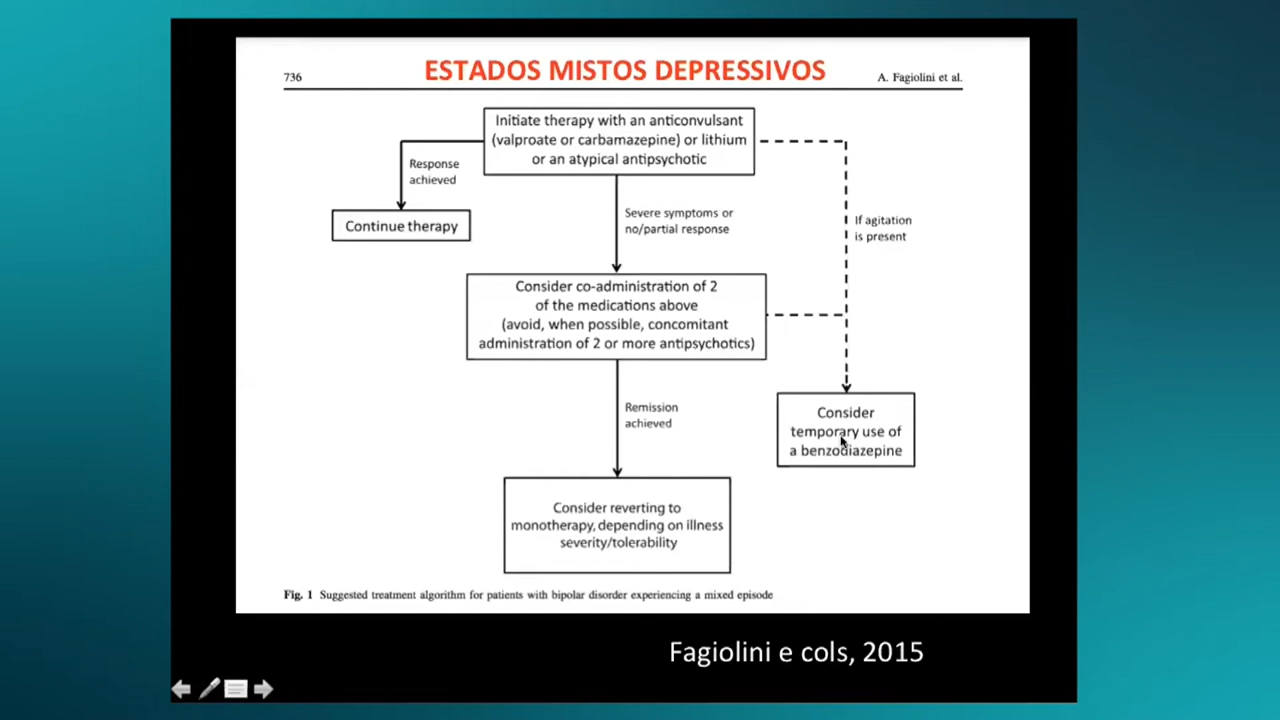 736
ESTADOS MISTOS DEPRESSIVOS
A. Fagiolini et al.
Initiate therapy with an anticonvulsant
(valproate or carbamazepine) or lithium
or an atypical antipsychotic
Response
achieved
Continue therapy
Severe symptoms or
no/partial response
If agitation
is present
Consider co-administration of 2
of the medications above
(avoid, when possible, concomitant
administration of 2 or more antipsychotics)
Remission
achieved
Consider
temporary use of
a benzodiazepine
Consider reverting to
monotherapy, depending on illness
severity/tolerability
Fig. 1 Suggested treatment algorithm for patients with bipolar disorder experiencing a mixed episode
Fagiolini e cols, 2015